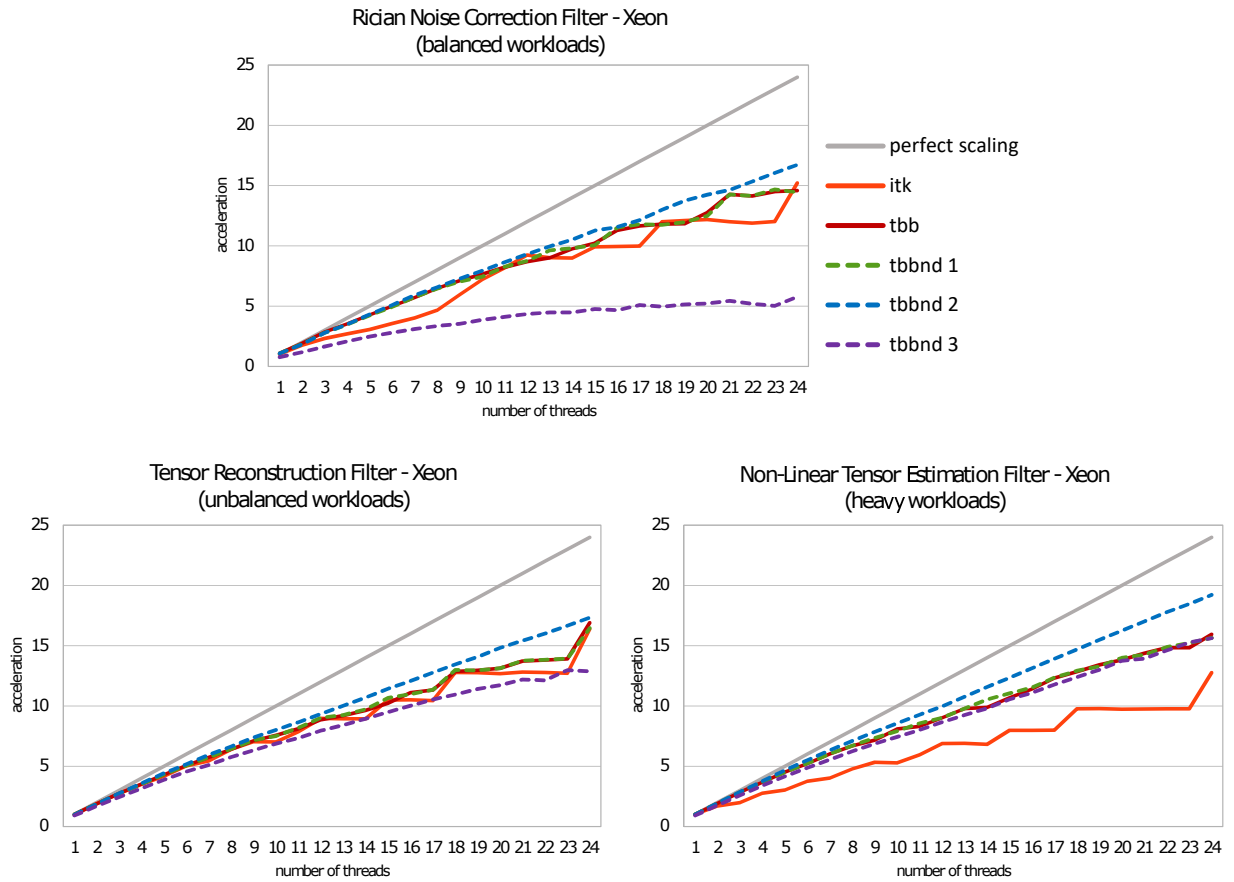 Rician Noise Correction Filter - Xeon
(balanced workloads)
25
20
15
10
5
0
acceleration
1 2 3 4 5 6 7 8 9 10 11 12 13 14 15 16 17 18 19 20 21 22 23 24
number of threads
perfect scaling
itk
tbb
tbbnd 1
tbbnd 2
tbbnd 3
Tensor Reconstruction Filter - Xeon
(unbalanced workloads)
25
20
15
10
5
0
acceleration
1 2 3 4 5 6 7 8 9 10 11 12 13 14 15 16 17 18 19 20 21 22 23 24
number of threads
Non-Linear Tensor Estimation Filter - Xeon
(heavy workloads)
25
20
15
10
5
0
acceleration
1 2 3 4 5 6 7 8 9 10 11 12 13 14 15 16 17 18 19 20 21 22 23 24
number of threads